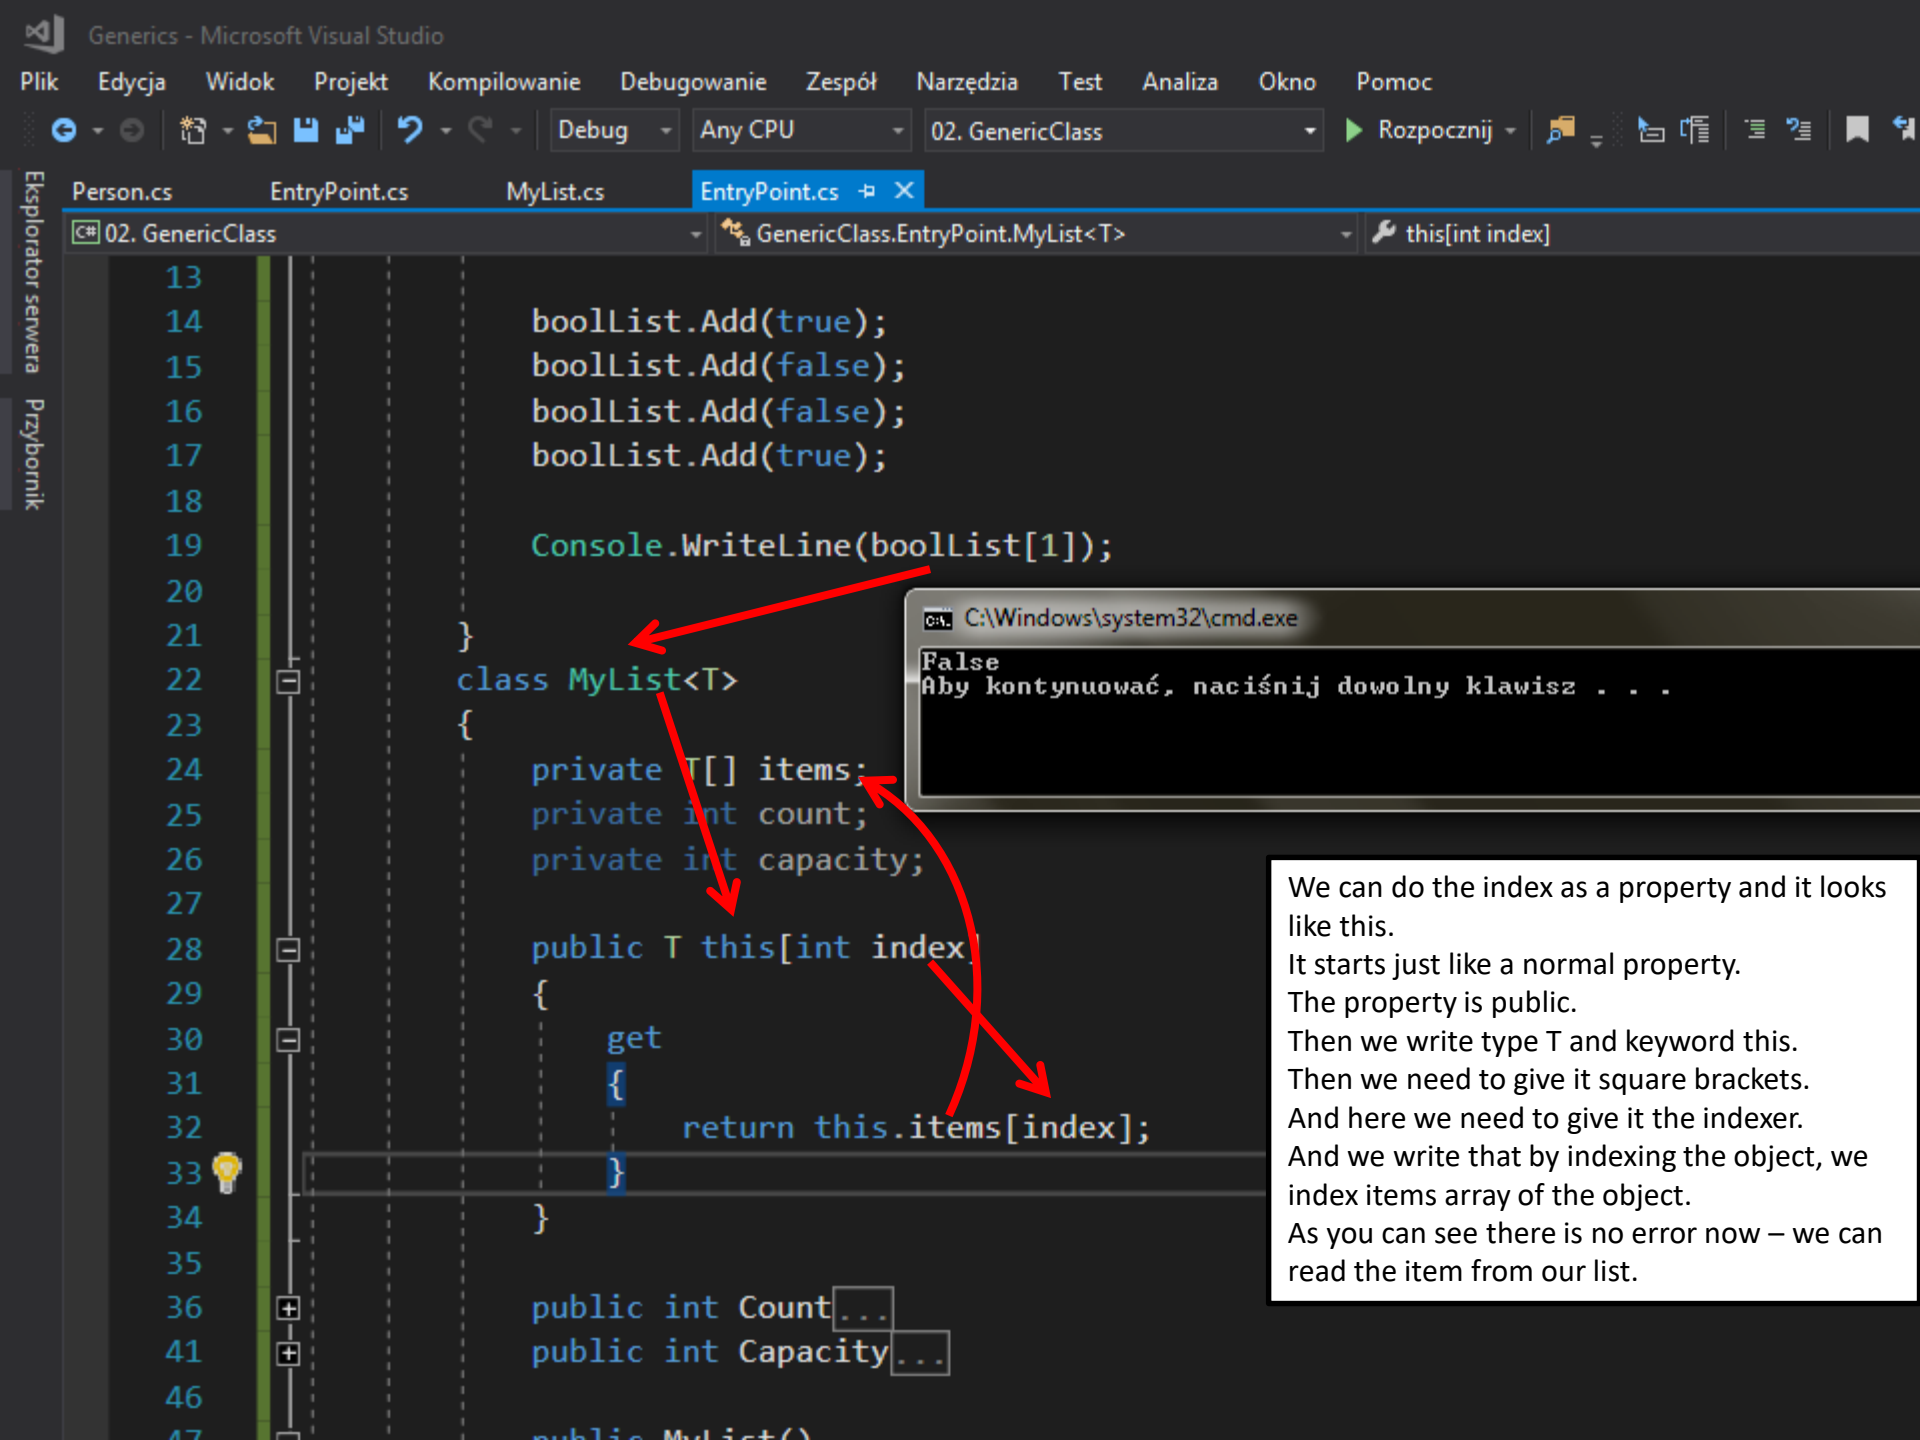 Generics - Microsoft Visual Studio
Plik Edycja Widok Projekt Kompilowanie Debugowanie Zespół Narzędzia Test Analiza Okno Pomoc
Debug Any CPU 02. GenericClass Rozpocznij
Eksplorator serwera
Przybornik
Person.cs EntryPoint.cs MyList.cs EntryPoint.cs
C# 02. GenericClass GenericClass.EntryPoint.MyList<T> this[int index]
13
14 boolList.Add(true);
15 boolList.Add(false);
16 boolList.Add(false);
17 boolList.Add(true);
18
19 Console.WriteLine(boolList[1]);
20
21 }
22 class MyList<T>
23 {
24 private T[] items;
25 private int count;
26 private int capacity;
27
28 public T this[int index]
29 {
30 get
31 {
32 return this.items[index];
33 }
34 }
35
36 public int Count...
41 public int Capacity...
46
47 public MyList()
C:\Windows\system32\cmd.exe
False
Aby kontynuować, naciśnij dowolny klawisz . . .
We can do the index as a property and it looks
like this.
It starts just like a normal property.
The property is public.
Then we write type T and keyword this.
Then we need to give it square brackets.
And here we need to give it the indexer.
And we write that by indexing the object, we
index items array of the object.
As you can see there is no error now – we can
read the item from our list.